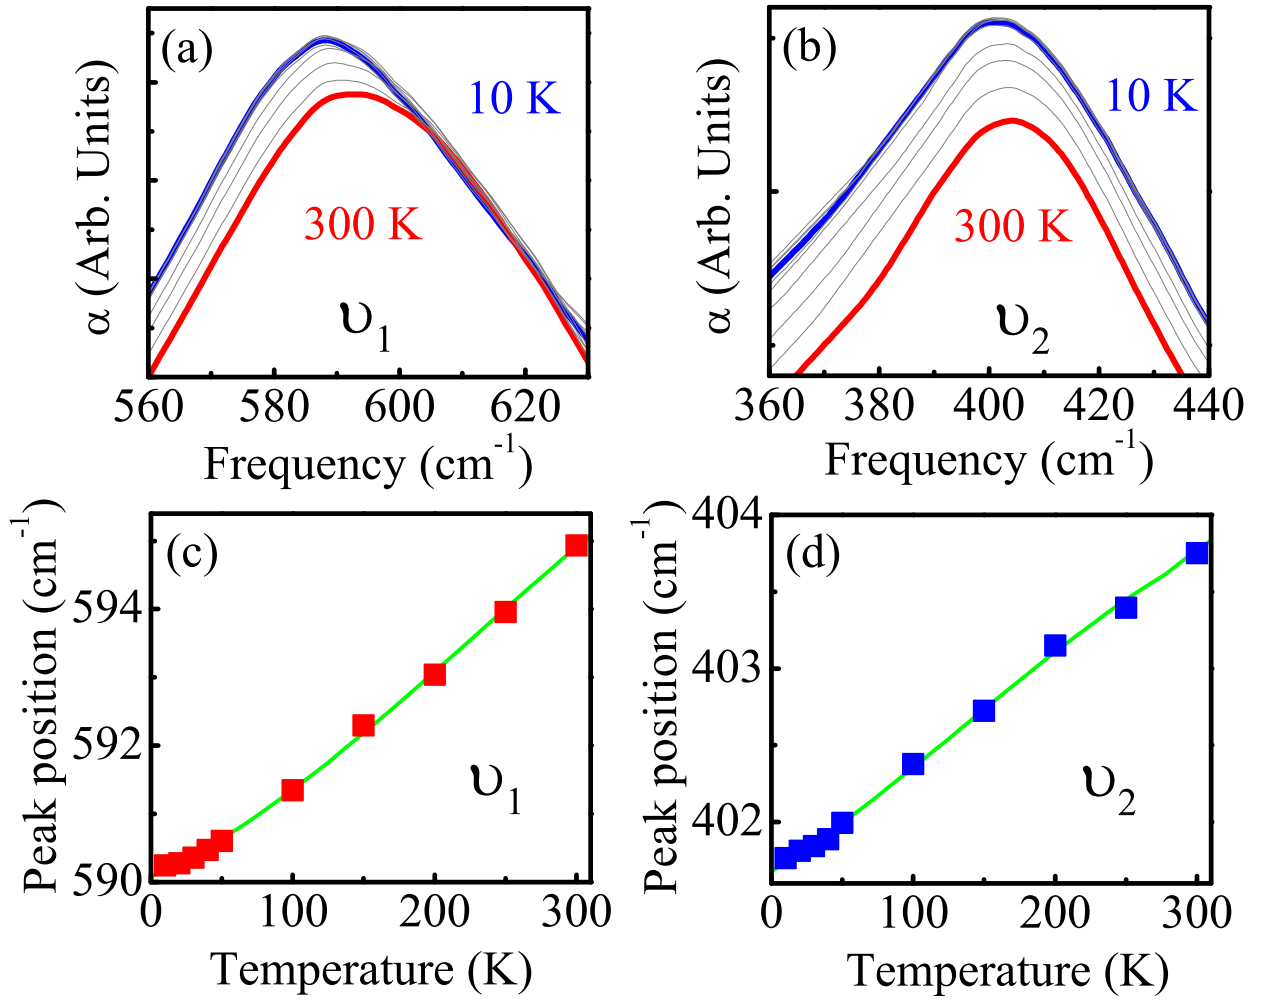 (a)
10 K
300 K
υ1
α (Arb. Units)
560 580 600 620
Frequency (cm-1)
(b)
10 K
300 K
υ2
α (Arb. Units)
360 380 400 420 440
Frequency (cm-1)
(c)
594
592
590
υ1
Peak position (cm-1)
0 100 200 300
Temperature (K)
(d)
404
403
402
υ2
Peak position (cm-1)
0 100 200 300
Temperature (K)